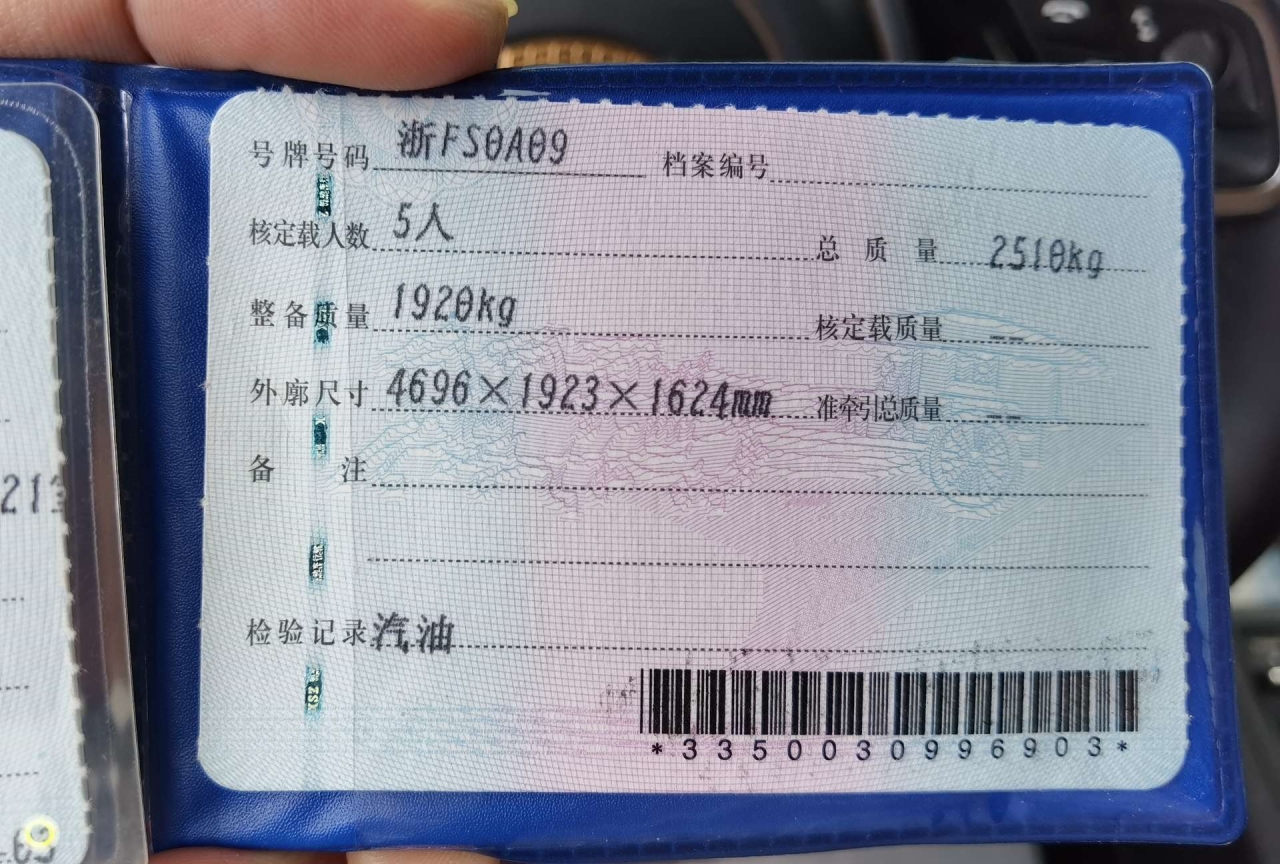 号牌号码 浙FS0A09 档案编号
核定载人数 5人 总质量 2510kg
整备质量 1920kg 核定载质量 --
外廓尺寸 4696×1923×1624mm 准牵引总质量 --
备注
检验记录 汽油
*3350030996903*